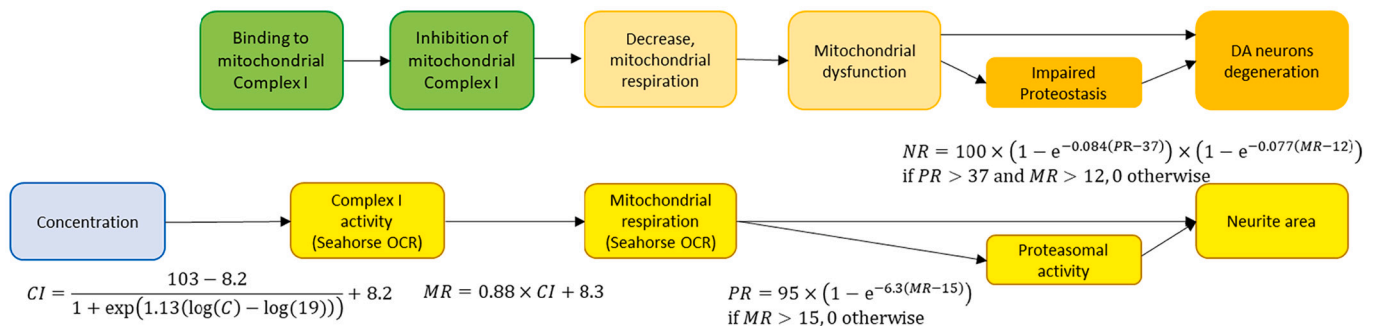 Binding to
mitochondrial
Complex I
Inhibition of
mitochondrial
Complex I
Decrease,
mitochondrial
respiration
Mitochondrial
dysfunction
Impaired
Proteostasis
DA neurons
degeneration
NR = 100 × (1 − e^{−0.084(PR−37)}) × (1 − e^{−0.077(MR−12)})
if PR > 37 and MR > 12, 0 otherwise
Concentration
Complex I
activity
(Seahorse OCR)
Mitochondrial
respiration
(Seahorse OCR)
Proteasomal
activity
Neurite area
CI = \frac{103 − 8.2}{1 + exp(1.13(log(C) − log(19)))} + 8.2
MR = 0.88 × CI + 8.3
PR = 95 × (1 − e^{−6.3(MR−15)})
if MR > 15, 0 otherwise